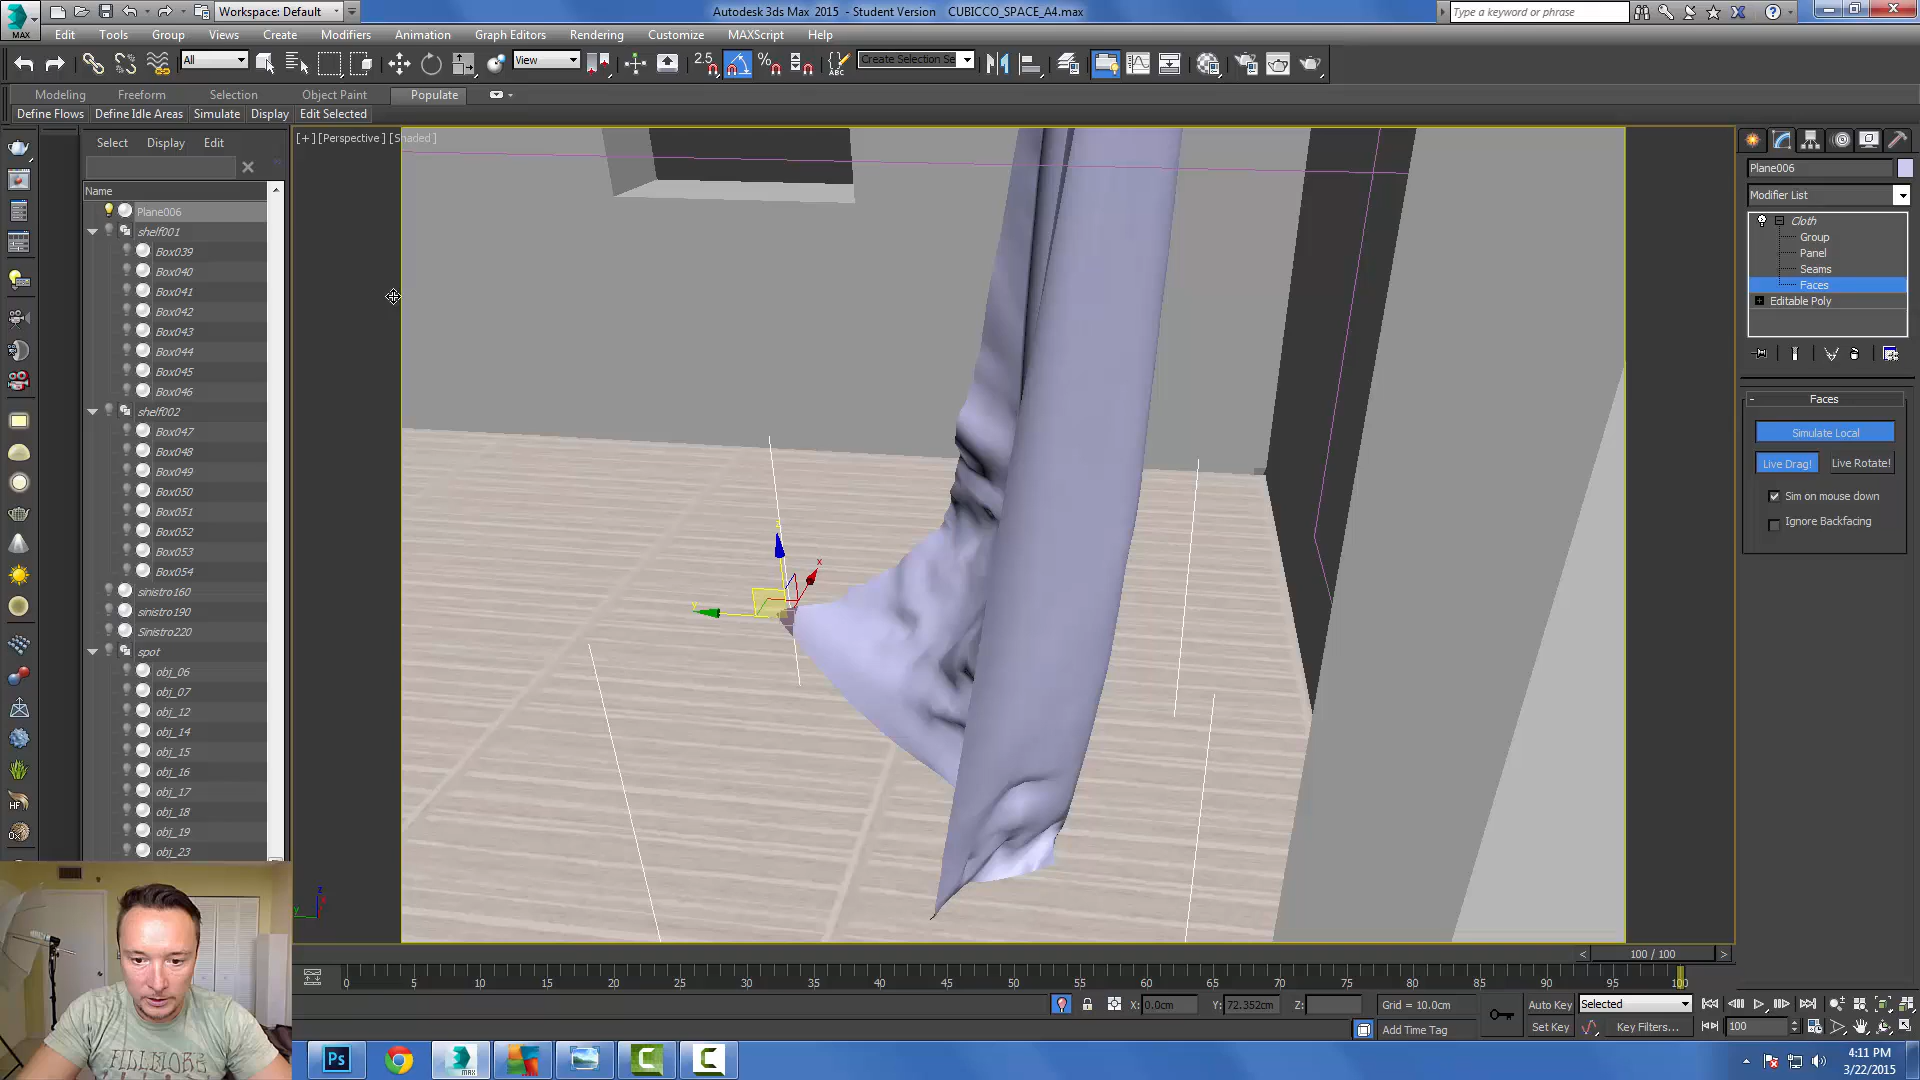 Workspace: Default
Autodesk 3ds Max 2015 - Student Version CUBICCO_SPACE_A4.max
Type a keyword or phrase
MAX
Edit Tools Group Views Create Modifiers Animation Graph Editors Rendering Customize MAXScript Help
All
View
2.5
Create Selection Se
Modeling Freeform Selection Object Paint Populate
Define Flows Define Idle Areas Simulate Display Edit Selected
Select Display Edit
[+] [Perspective] [Shaded]
Name
Plane006
shelf001
Box039
Box040
Box041
Box042
Box043
Box044
Box045
Box046
shelf002
Box047
Box048
Box049
Box050
Box051
Box052
Box053
Box054
sinistro160
sinistro190
Sinistro220
spot
obj_06
obj_07
obj_12
obj_14
obj_15
obj_16
obj_17
obj_18
obj_19
obj_23
z
x
y
Plane006
Modifier List
Cloth
Group
Panel
Seams
Faces
Editable Poly
Faces
Simulate Local
Live Drag!
Live Rotate!
Sim on mouse down
Ignore Backfacing
HF
FILLMORE
100 / 100
0 5 10 15 20 25 30 35 40 45 50 55 60 65 70 75 80 85 90 95 100
X: 0.0cm
Y: 72.352cm
Z:
Grid = 10.0cm
Add Time Tag
Auto Key
Selected
Set Key
Key Filters...
100
Ps
4:11 PM
3/22/2015